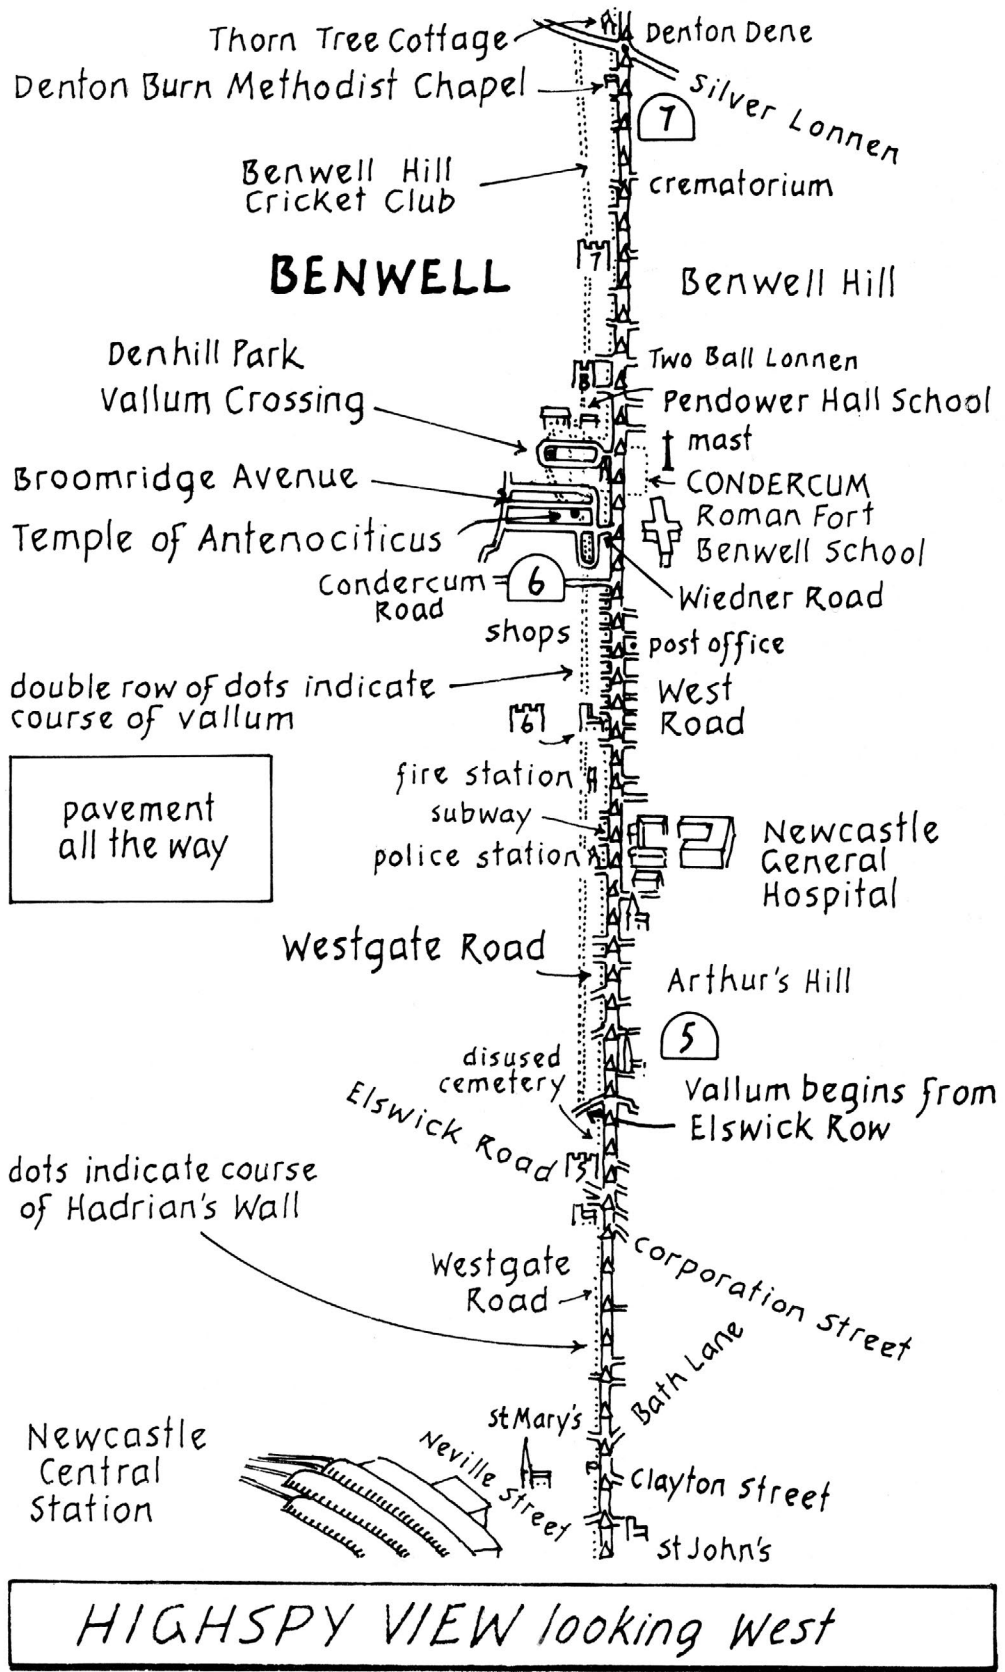 Thorn Tree Cottage
Denton Dene
Denton Burn Methodist Chapel
Silver Lonnen
7
Benwell Hill
Cricket Club
crematorium
7
BENWELL
Benwell Hill
Denhill Park
Vallum Crossing
Two Ball Lonnen
8
Pendower Hall School
mast
Broomridge Avenue
CONDERCUM
Roman Fort
Benwell School
Temple of Antenociticus
Condercum
Road
6
Wiedner Road
shops
post office
double row of dots indicate
course of vallum
West
Road
6
fire station
subway
police station
pavement
all the way
Newcastle
General
Hospital
Westgate Road
Arthur's Hill
5
disused
cemetery
Vallum begins from
Elswick Row
Elswick Road
5
dots indicate course
of Hadrian's Wall
Corporation Street
Westgate
Road
Bath Lane
St Mary's
Neville Street
Newcastle
Central
Station
Clayton Street
St John's
HIGHSPY VIEW looking West